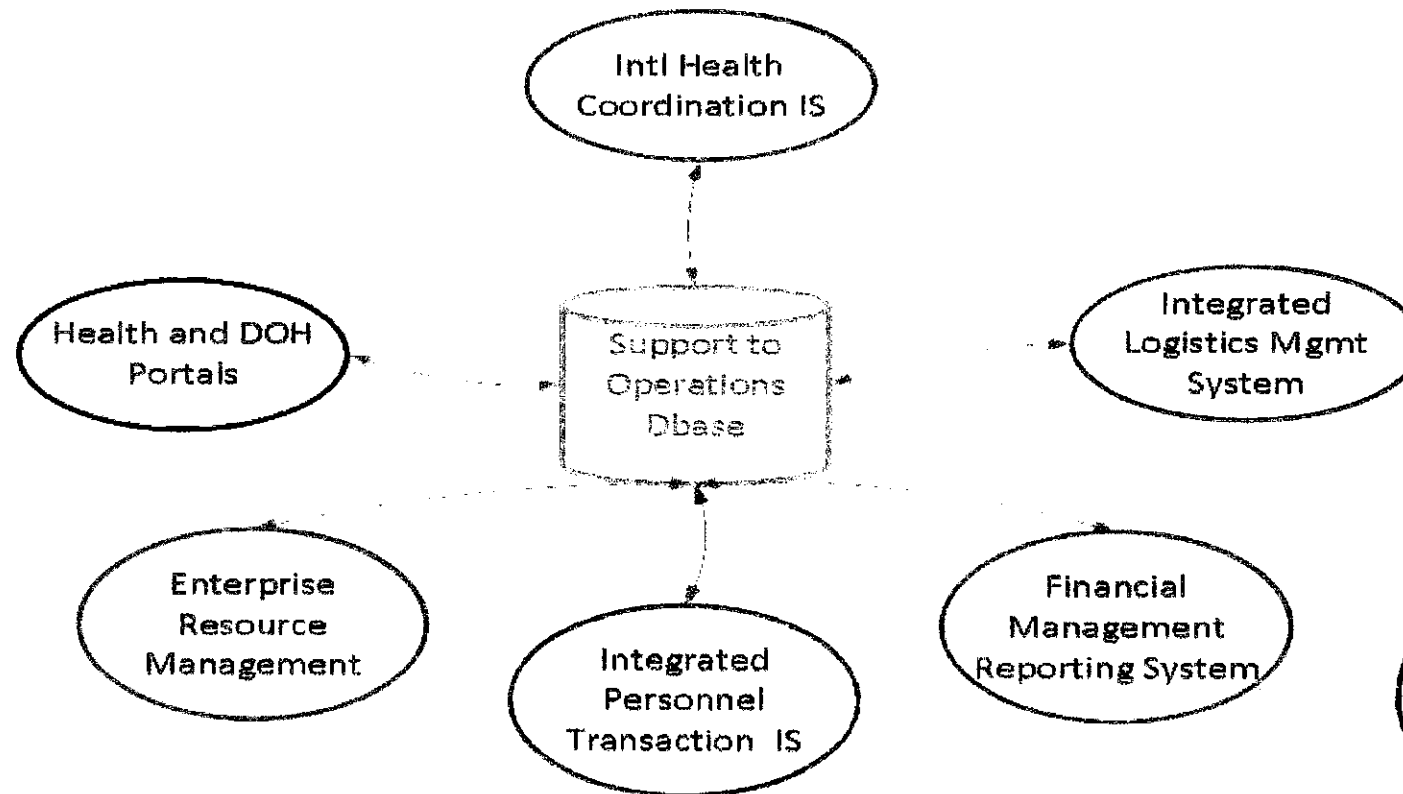 Intl Health
Coordination IS
Health and DOH
Portals
Support to
Operations
Dbase
Integrated
Logistics Mgmt
System
Enterprise
Resource
Management
Integrated
Personnel
Transaction IS
Financial
Management
Reporting System